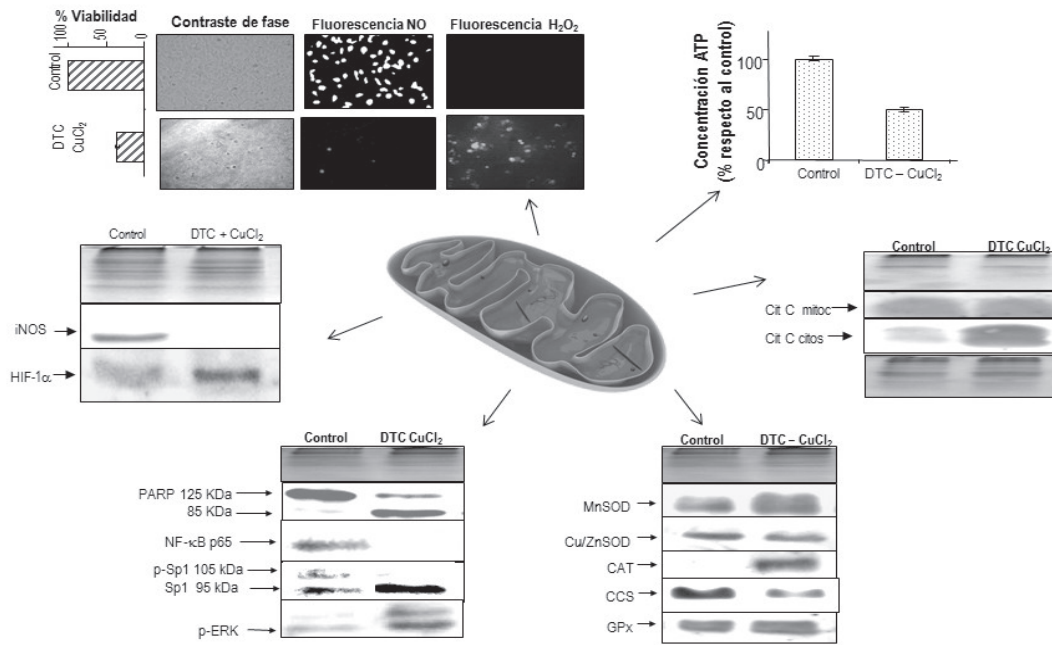 % Viabilidad
100
50
0
Control
DTC
CuCl₂
Contraste de fase
Fluorescencia NO
Fluorescencia H₂O₂
Concentración ATP
(% respecto al control)
100
50
0
Control
DTC – CuCl₂
Control
DTC + CuCl₂
iNOS
HIF-1α
Control
DTC CuCl₂
Cit C mitoc
Cit C citos
Control
DTC CuCl₂
PARP 125 KDa
85 KDa
NF-κB p65
p-Sp1 105 kDa
Sp1 95 kDa
p-ERK
Control
DTC – CuCl₂
MnSOD
Cu/ZnSOD
CAT
CCS
GPx